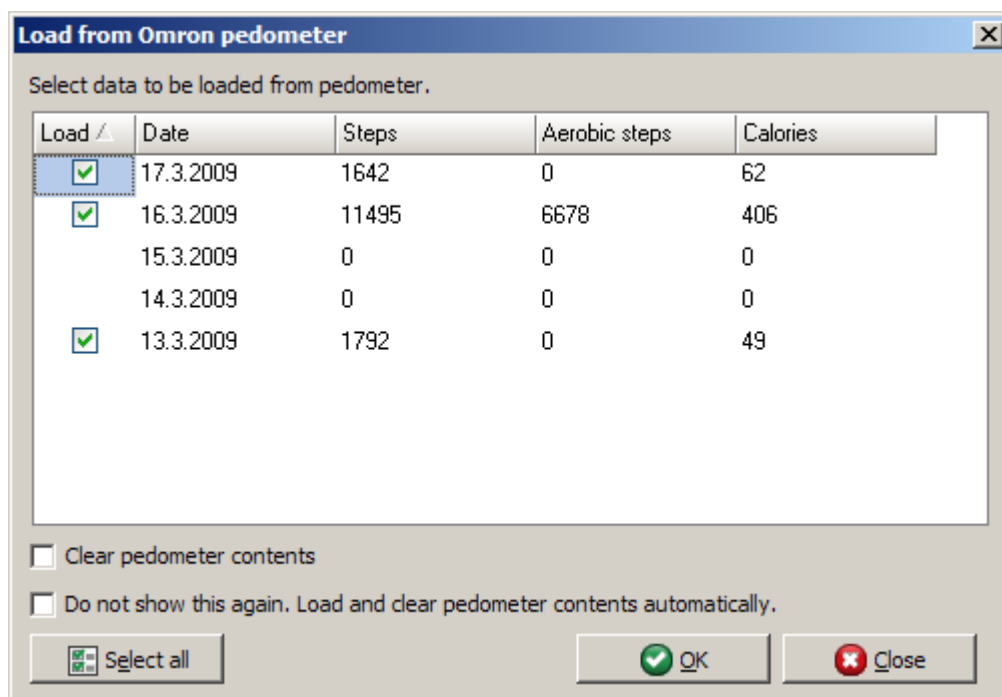 Load from Omron pedometer
Select data to be loaded from pedometer.
Load Date Steps Aerobic steps Calories
17.3.2009 1642 0 62
16.3.2009 11495 6678 406
15.3.2009 0 0 0
14.3.2009 0 0 0
13.3.2009 1792 0 49
Clear pedometer contents
Do not show this again. Load and clear pedometer contents automatically.
Select all OK Close